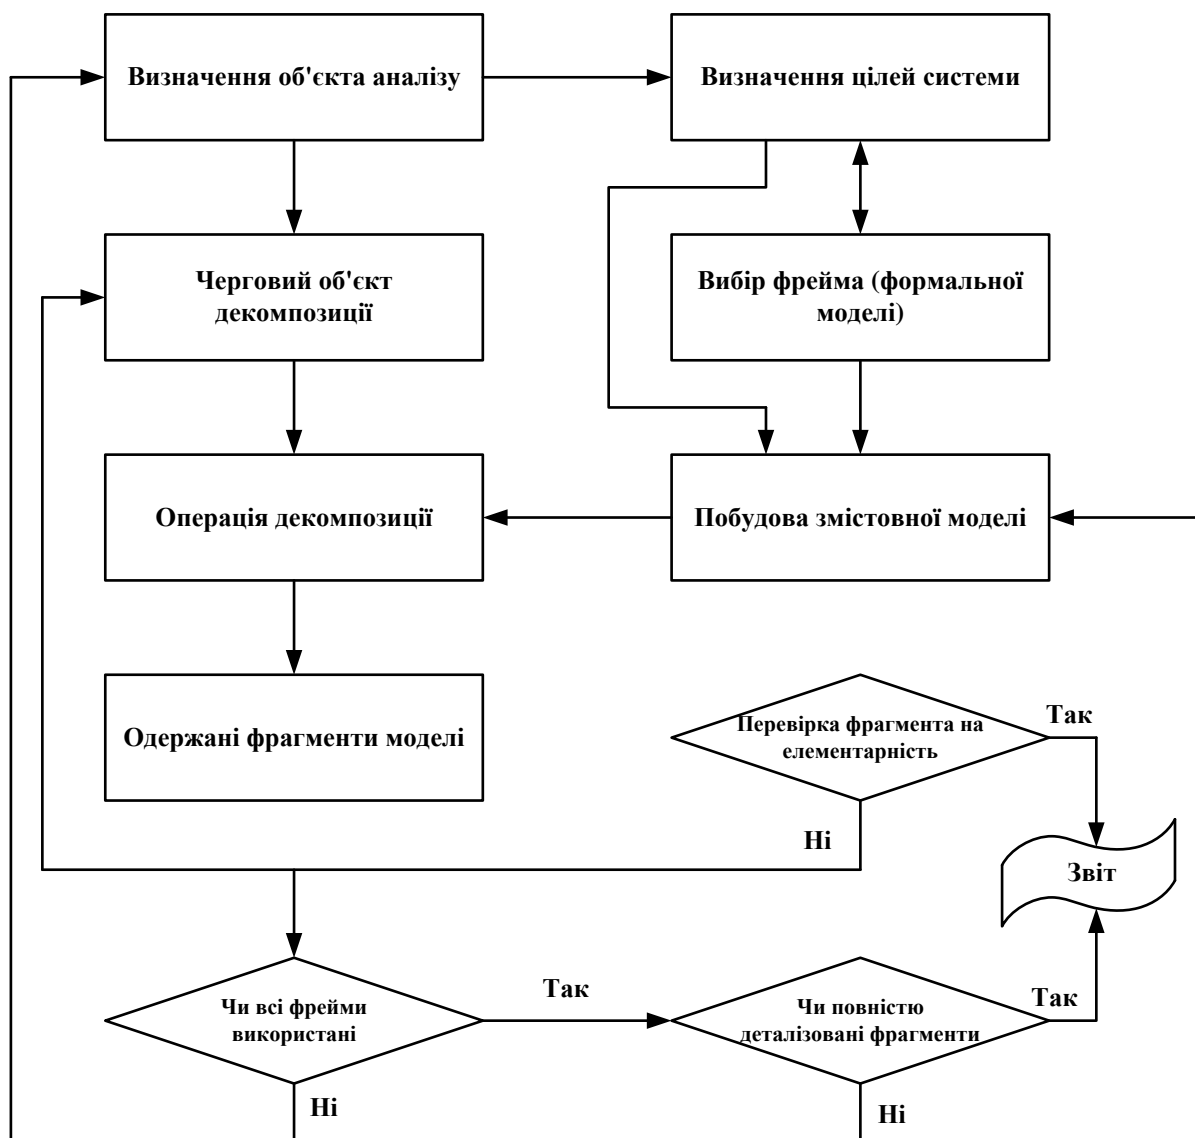 Визначення об'єкта аналізу
Визначення цілей системи
Черговий об'єкт
декомпозиції
Вибір фрейма (формальної
моделі)
Операція декомпозиції
Побудова змістовної моделі
Одержані фрагменти моделі
Перевірка фрагмента на
елементарність
Так
Ні
Звіт
Чи всі фрейми
використані
Так
Чи повністю
деталізовані фрагменти
Так
Ні
Ні